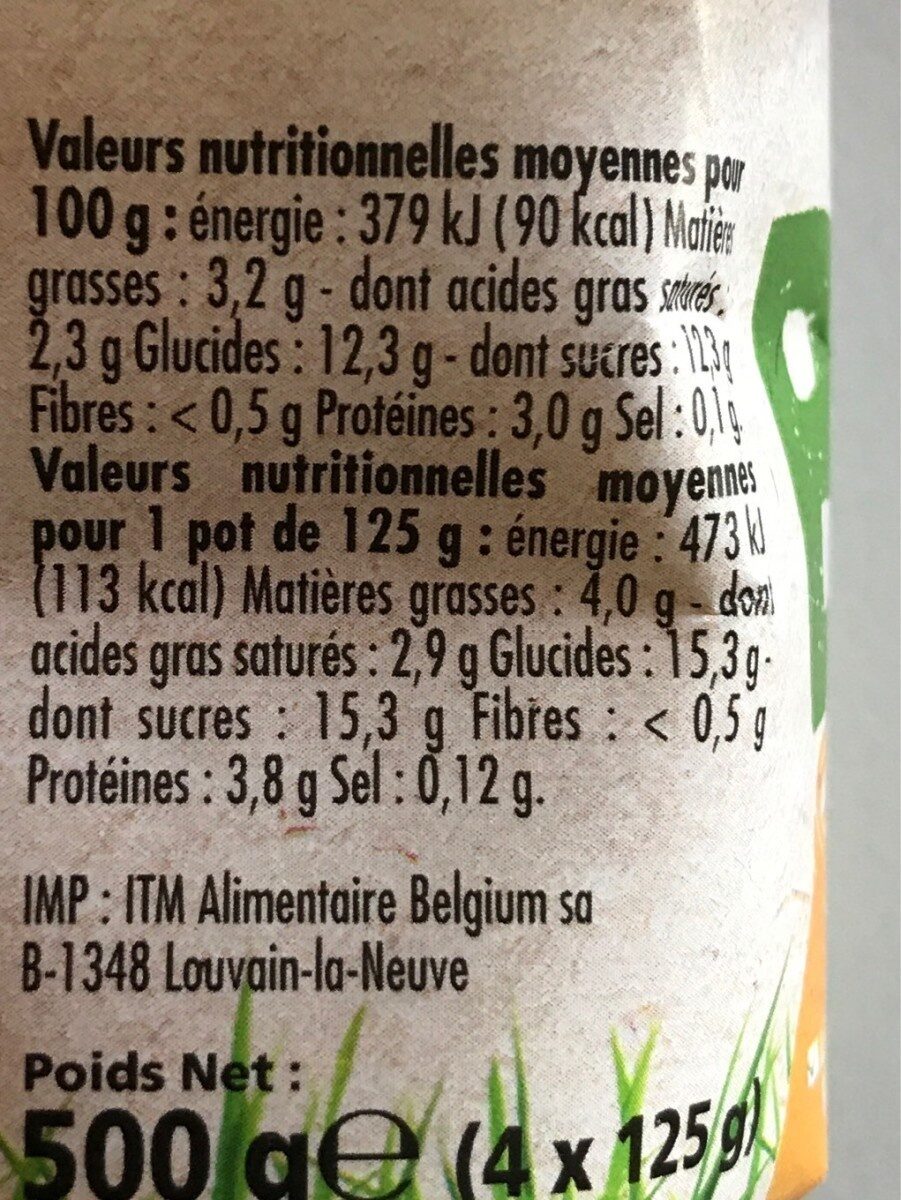 Valeurs nutritionnelles moyennes pour
100 g : énergie : 379 kJ (90 kcal) Matières
grasses : 3,2 g - dont acides gras saturés :
2,3 g Glucides : 12,3 g - dont sucres : 12,3 g
Fibres : < 0,5 g Protéines : 3,0 g Sel : 0,1 g.
Valeurs nutritionnelles moyennes
pour 1 pot de 125 g : énergie : 473 kJ
(113 kcal) Matières grasses : 4,0 g - dont
acides gras saturés : 2,9 g Glucides : 15,3 g -
dont sucres : 15,3 g Fibres : < 0,5 g
Protéines : 3,8 g Sel : 0,12 g.
IMP : ITM Alimentaire Belgium sa
B-1348 Louvain-la-Neuve
Poids Net :
500 g e (4 x 125 g)